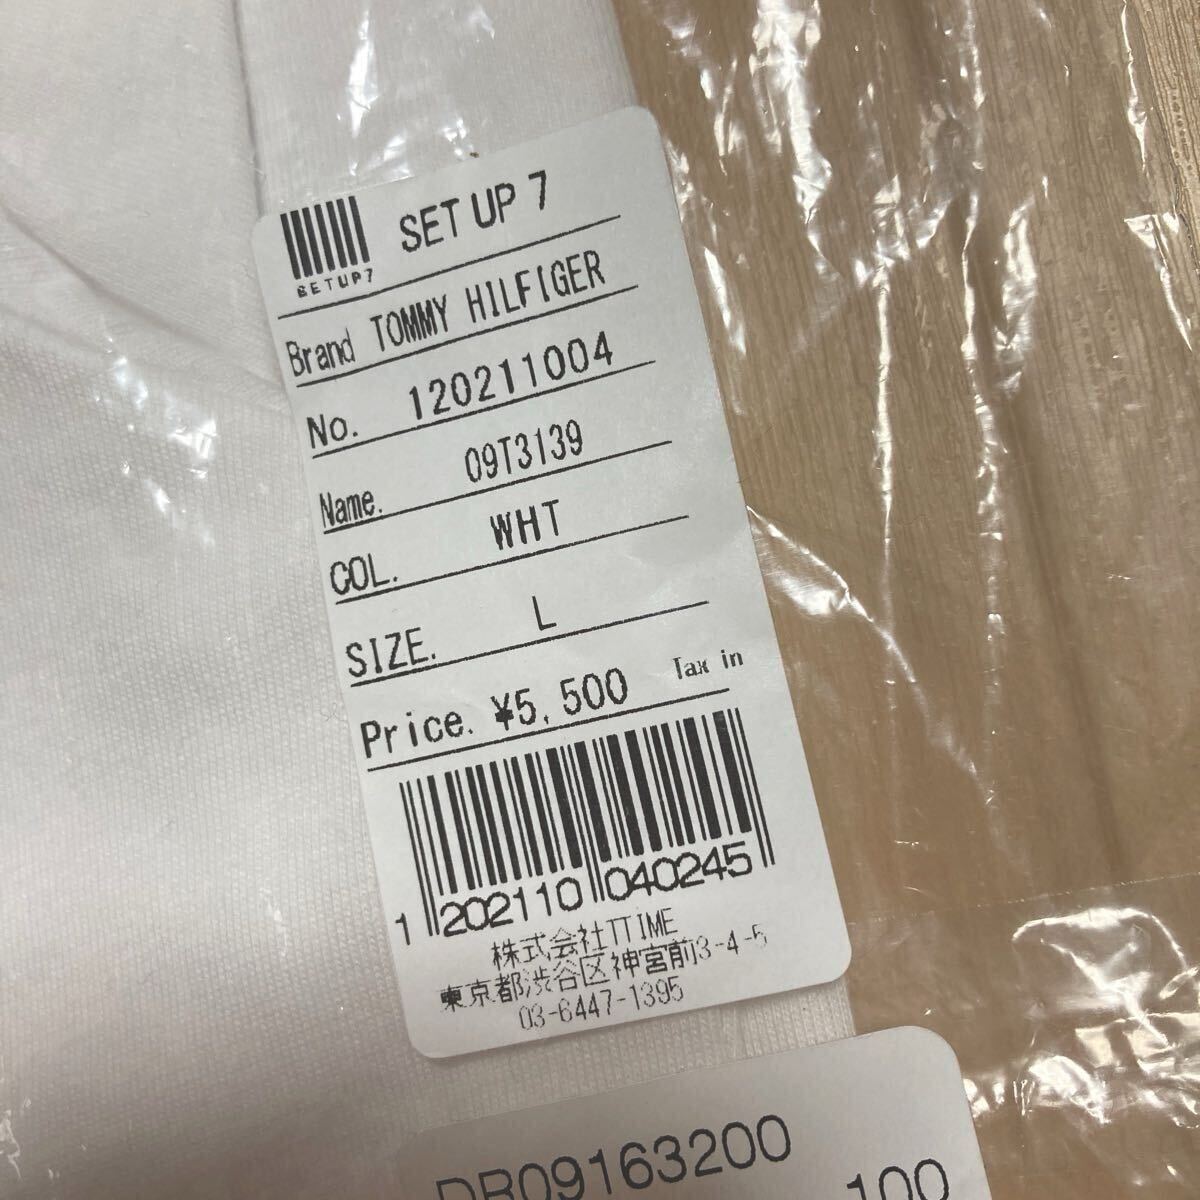 SETUP7
SET UP 7
Brand TOMMY HILFIGER
No. 120211004
Name. 09T3139
COL. WHT
SIZE. L
Price. ¥5,500 Tax in
1 202110 040245
株式会社TTIME
東京都渋谷区神宮前3-4-5
03-6447-1395
DR09163200
100